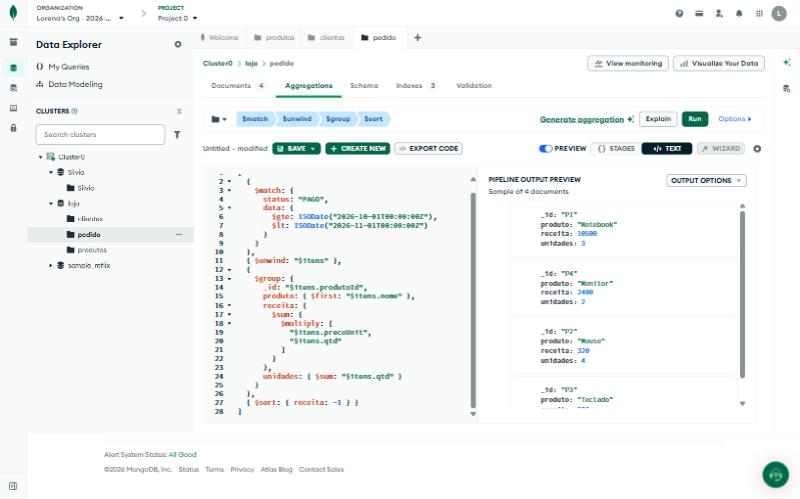 ORGANIZATION
Lorena's Org - 2026-...
PROJECT
Project 0
L
Data Explorer
My Queries
Data Modeling
CLUSTERS (1)
Search clusters
Cluster0
Silvio
Silvio
loja
clientes
pedido
produtos
sample_mflix
Welcome
produtos
clientes
pedido
Cluster0 > loja > pedido
View monitoring
Visualize Your Data
Documents 4
Aggregations
Schema
Indexes 3
Validation
$match
$unwind
$group
$sort
Generate aggregation
Explain
Run
Options
Untitled – modified
SAVE
CREATE NEW
EXPORT CODE
PREVIEW
{} STAGES
</> TEXT
WIZARD
2 {
3 $match: {
4 status: "PAGO",
5 data: {
6 $gte: ISODate("2026-10-01T00:00:00Z"),
7 $lt: ISODate("2026-11-01T00:00:00Z")
8 }
9 }
10 },
11 { $unwind: "$itens" },
12 {
13 $group: {
14 _id: "$itens.produtoId",
15 produto: { $first: "$itens.nome" },
16 receita: {
17 $sum: {
18 $multiply: [
19 "$itens.precoUnit",
20 "$itens.qtd"
21 ]
22 }
23 },
24 unidades: { $sum: "$itens.qtd" }
25 }
26 },
27 { $sort: { receita: -1 } }
28 ]
PIPELINE OUTPUT PREVIEW
Sample of 4 documents
OUTPUT OPTIONS
_id: "P1"
produto: "Notebook"
receita: 10500
unidades: 3
_id: "P4"
produto: "Monitor"
receita: 2400
unidades: 2
_id: "P2"
produto: "Mouse"
receita: 320
unidades: 4
_id: "P3"
produto: "Teclado"
Alert System Status: All Good
©2026 MongoDB, Inc. Status Terms Privacy Atlas Blog Contact Sales